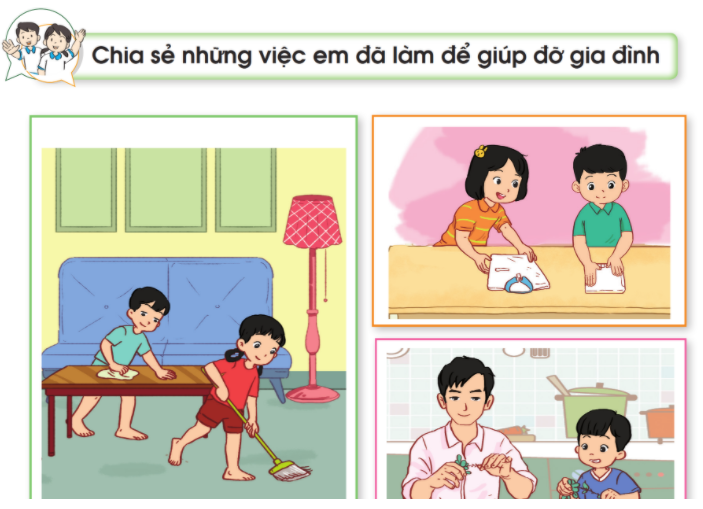 Chia sẻ những việc em đã làm để giúp đỡ gia đình